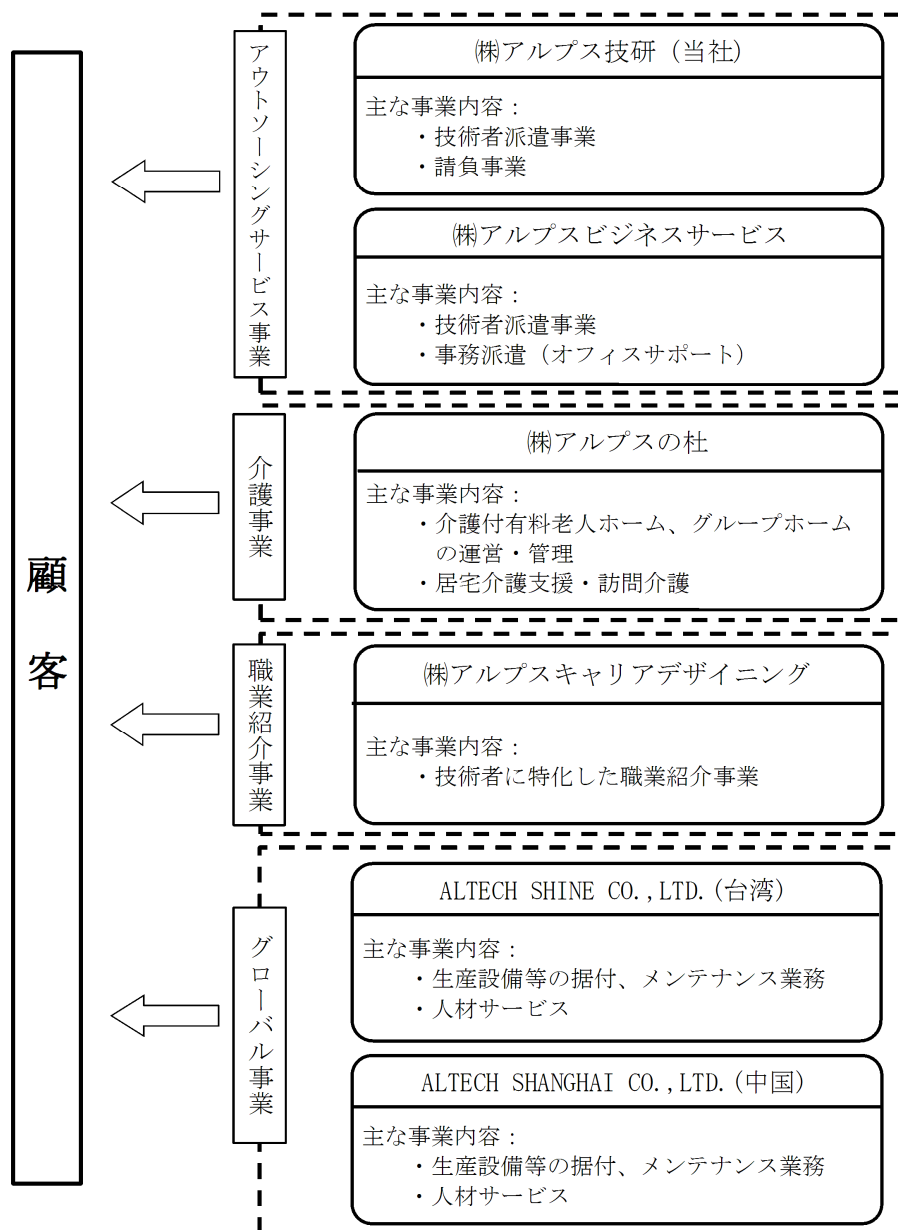 顧客
アウトソーシングサービス事業
㈱アルプス技研（当社）
主な事業内容：
・技術者派遣事業
・請負事業
㈱アルプスビジネスサービス
主な事業内容：
・技術者派遣事業
・事務派遣（オフィスサポート）
介護事業
㈱アルプスの杜
主な事業内容：
・介護付有料老人ホーム、グループホーム
の運営・管理
・居宅介護支援・訪問介護
職業紹介事業
㈱アルプスキャリアデザイニング
主な事業内容：
・技術者に特化した職業紹介事業
グローバル事業
ALTECH SHINE CO.,LTD.(台湾)
主な事業内容：
・生産設備等の据付、メンテナンス業務
・人材サービス
ALTECH SHANGHAI CO.,LTD.(中国)
主な事業内容：
・生産設備等の据付、メンテナンス業務
・人材サービス